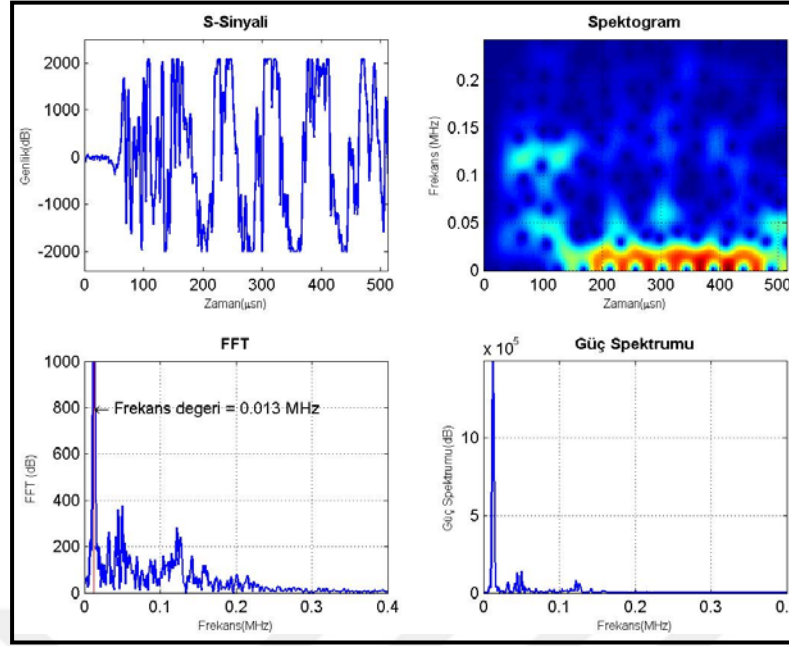 S-Sinyali
2000
1000
0
-1000
-2000
Genlik(dB)
0 100 200 300 400 500
Zaman(μsn)
Spektogram
0.2
0.15
0.1
0.05
0
Frekans (MHz)
0 100 200 300 400 500
Zaman(μsn)
FFT
1000
800
600
400
200
0
FFT (dB)
← Frekans degeri = 0.013 MHz
0 0.1 0.2 0.3 0.4
Frekans(MHz)
Güç Spektrumu
x 10⁵
10
5
0
Güç Spektrumu(dB)
0 0.1 0.2 0.3 0.
Frekans(MHz)